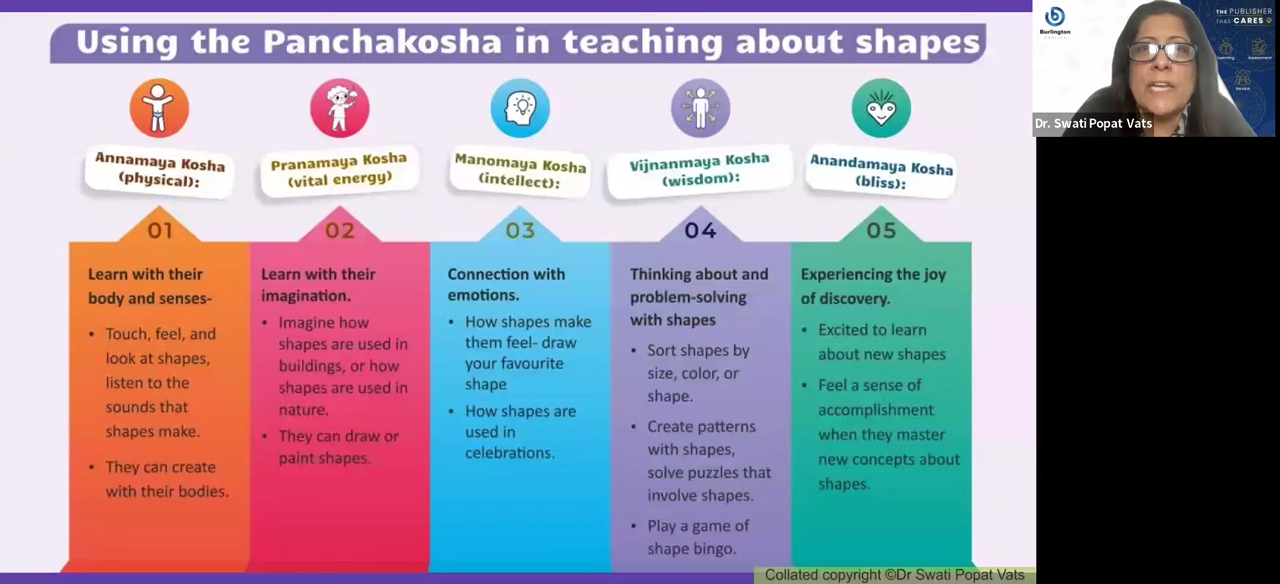 Using the Panchakosha in teaching about shapes
Annamaya Kosha
(physical):
01
Learn with their
body and senses-
• Touch, feel, and
look at shapes,
listen to the
sounds that
shapes make.
• They can create
with their bodies.
Pranamaya Kosha
(vital energy)
02
Learn with their
imagination.
• Imagine how
shapes are used in
buildings, or how
shapes are used in
nature.
• They can draw or
paint shapes.
Manomaya Kosha
(intellect):
03
Connection with
emotions.
• How shapes make
them feel- draw
your favourite
shape
• How shapes are
used in
celebrations.
Vijnanmaya Kosha
(wisdom):
04
Thinking about and
problem-solving
with shapes
• Sort shapes by
size, color, or
shape.
• Create patterns
with shapes,
solve puzzles that
involve shapes.
• Play a game of
shape bingo.
Anandamaya Kosha
(bliss):
05
Experiencing the joy
of discovery.
• Excited to learn
about new shapes
• Feel a sense of
accomplishment
when they master
new concepts about
shapes.
Collated copyright ©Dr Swati Popat Vats
Burlington
THE PUBLISHER
THAT CARES
Assessment
Service
Dr. Swati Popat Vats